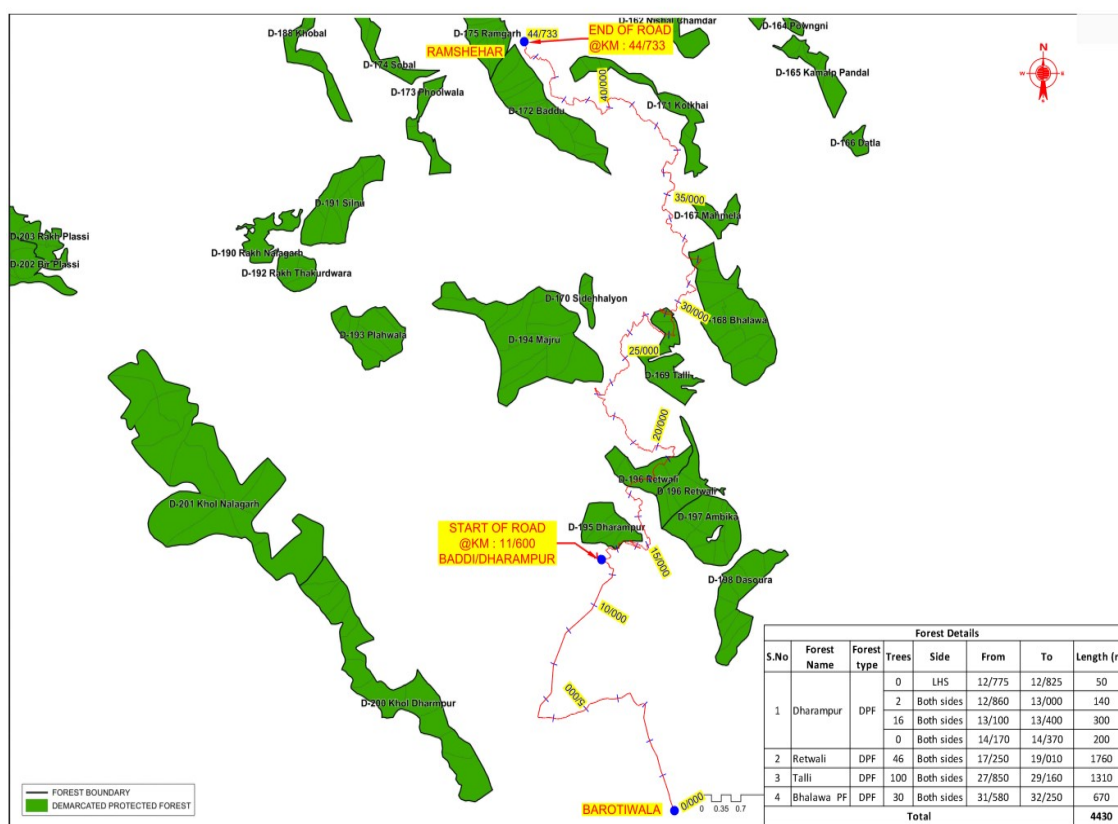 D-188 Khobal
D-175 Ramgarh
44/733
END OF ROAD
@KM : 44/733
D-162 Nishal Chamdar
D-164 Powngni
RAMSHEHAR
D-174 Sobal
D-165 Kamalp Pandal
N
W
E
S
D-173 Phoolwala
D-172 Baddu
40/000
D-171 Kotkhai
D-166 Datla
D-191 Silnu
35/000
D-167 Mahmela
D-203 Rakh Plassi
D-190 Rakh Nalagarh
D-202 Bir Plassi
D-192 Rakh Thakurdwara
D-170 Sidehhalyon
30/000
D-193 Plahwala
D-194 Majru
168 Bhalawa
25/000
D-169 Talli
20/000
D-196 Retwali
D-196 Retwali
D-201 Khol Nalagarh
D-197 Ambika
START OF ROAD
@KM : 11/600
BADDI/DHARAMPUR
D-195 Dharampur
15/000
D-198 Dasoura
10/000
5/000
D-200 Khol Dharmpur
BAROTIWALA
0/000
0 0.35 0.7
FOREST BOUNDARY
DEMARCATED PROTECTED FOREST
Forest Details
S.No Forest Name Forest type Trees Side From To Length (r
1 Dharampur DPF 0 LHS 12/775 12/825 50
2 Both sides 12/860 13/000 140
16 Both sides 13/100 13/400 300
0 Both sides 14/170 14/370 200
2 Retwali DPF 46 Both sides 17/250 19/010 1760
3 Talli DPF 100 Both sides 27/850 29/160 1310
4 Bhalawa PF DPF 30 Both sides 31/580 32/250 670
Total 4430